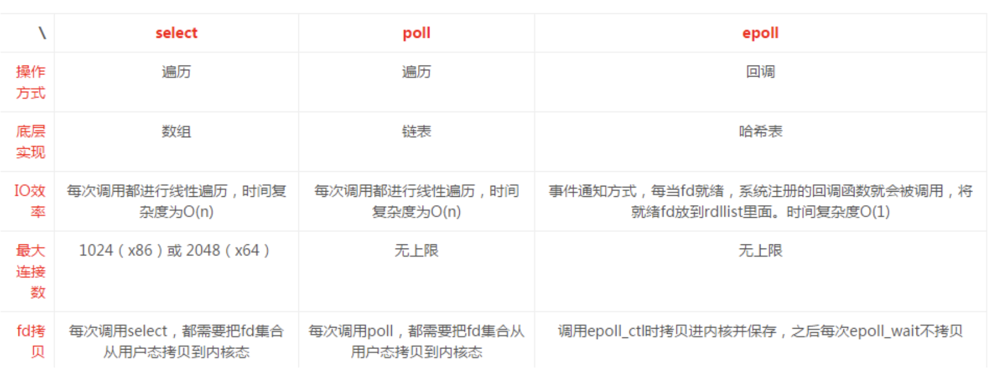 \ select poll epoll
操作 遍历 遍历 回调
方式
底层 数组 链表 哈希表
实现
IO效 每次调用都进行线性遍历，时间复 每次调用都进行线性遍历，时间 事件通知方式，每当fd就绪，系统注册的回调函数就会被调用，将
率 杂度为O(n) 复杂度为O(n) 就绪fd放到rdllist里面。时间复杂度O(1)
最大 1024（x86）或 2048（x64） 无上限 无上限
连接
数
fd拷 每次调用select，都需要把fd集合 每次调用poll，都需要把fd集合从 调用epoll_ctl时拷贝进内核并保存，之后每次epoll_wait不拷贝
贝 从用户态拷贝到内核态 用户态拷贝到内核态